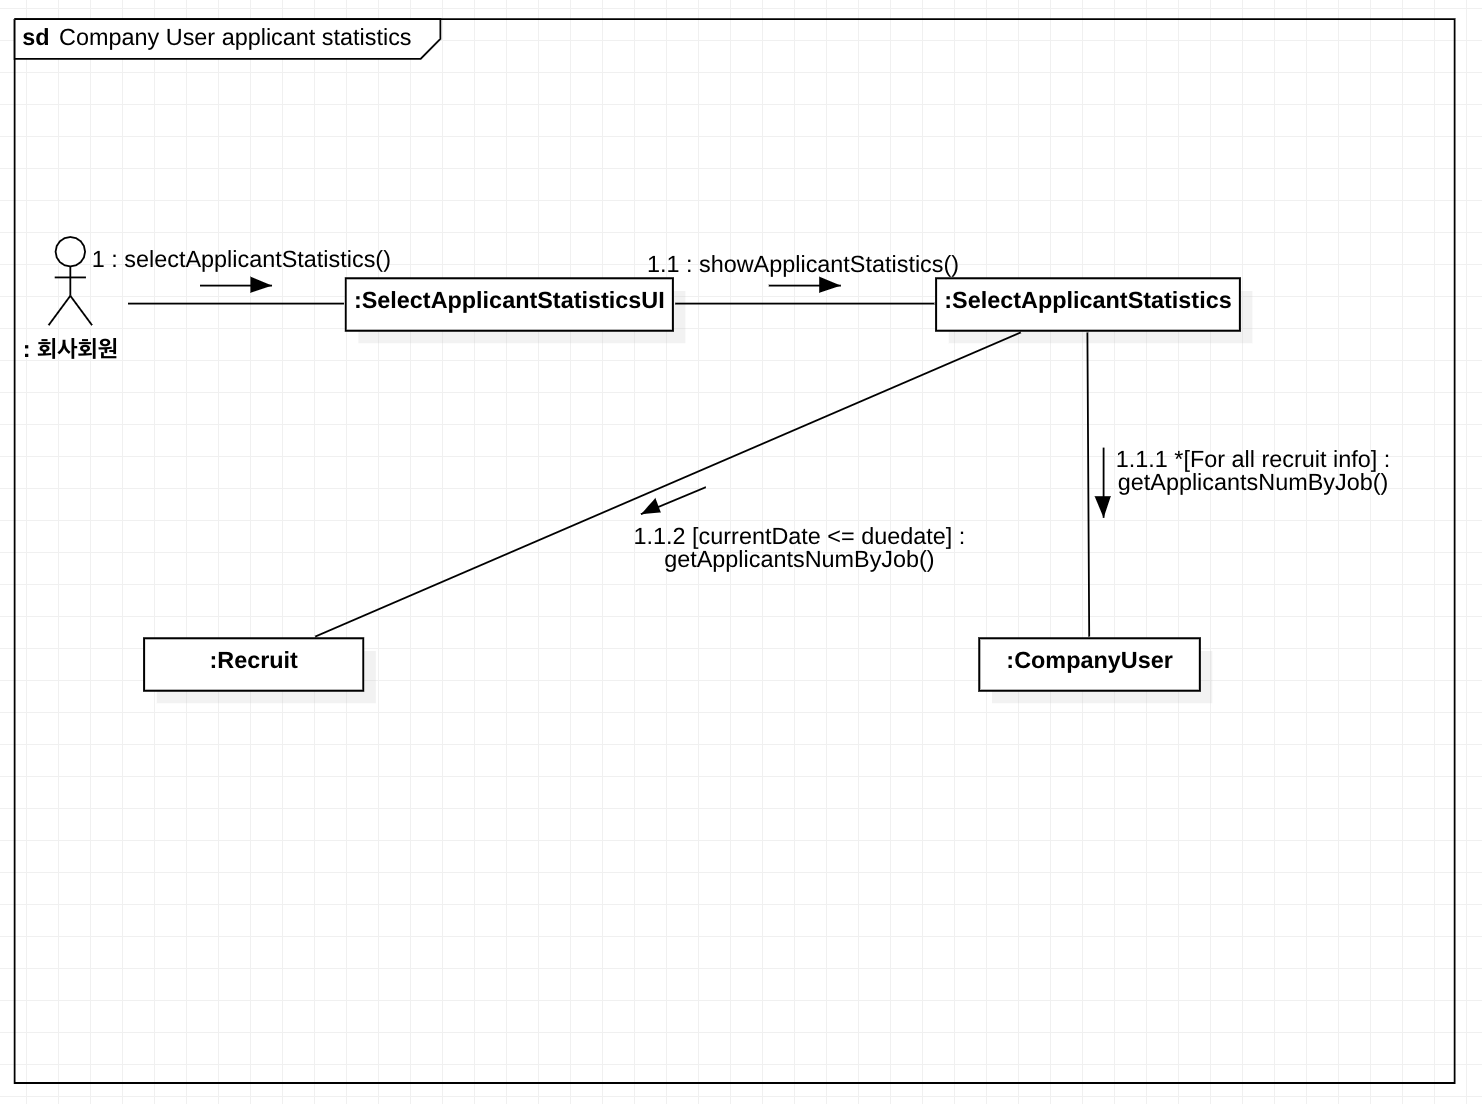 sd Company User applicant statistics
1 : selectApplicantStatistics()
1.1 : showApplicantStatistics()
:SelectApplicantStatisticsUI
:SelectApplicantStatistics
: 회사회원
1.1.1 *[For all recruit info] :
getApplicantsNumByJob()
1.1.2 [currentDate <= duedate] :
getApplicantsNumByJob()
:Recruit
:CompanyUser